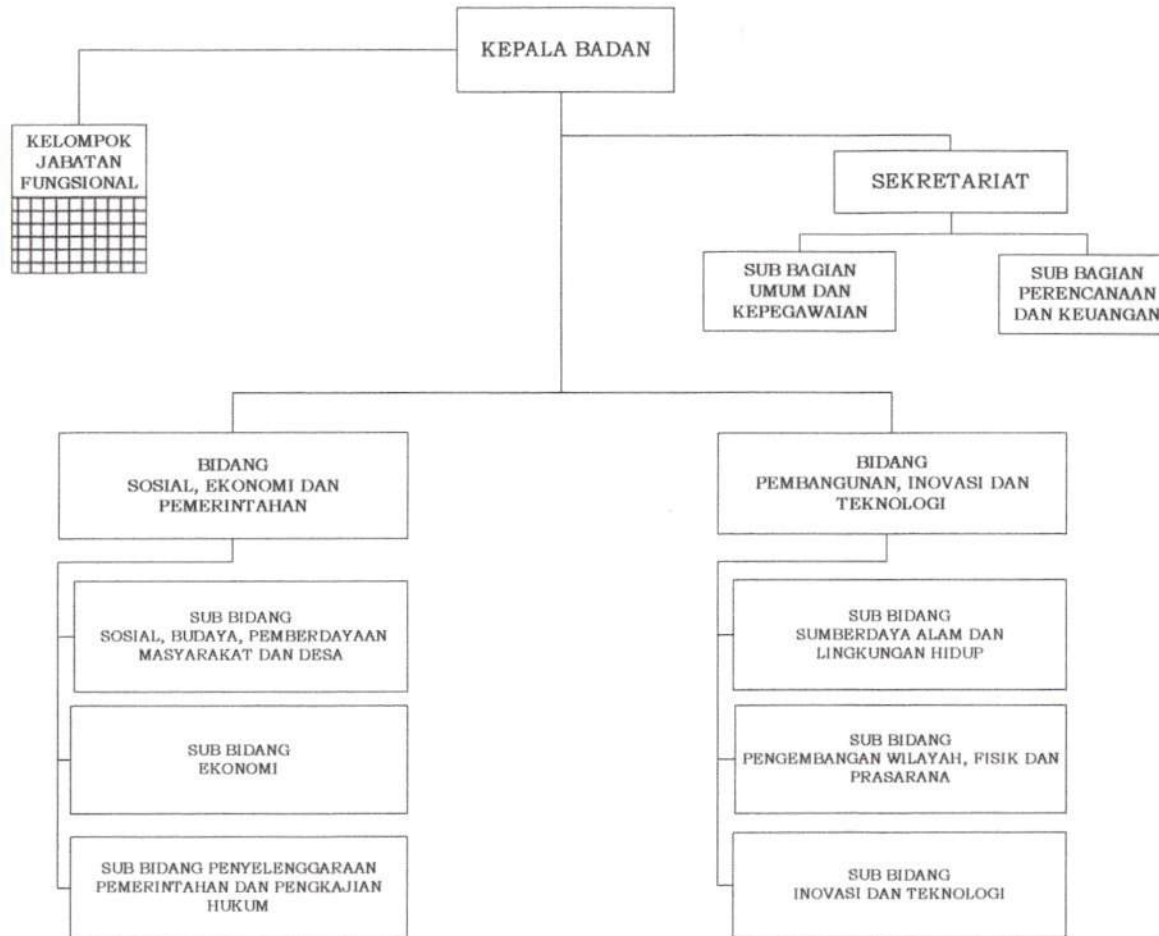 KEPALA BADAN
KELOMPOK
JABATAN
FUNGSIONAL
SEKRETARIAT
SUB BAGIAN
UMUM DAN
KEPEGAWAIAN
SUB BAGIAN
PERENCANAAN
DAN KEUANGAN
BIDANG
SOSIAL, EKONOMI DAN
PEMERINTAHAN
BIDANG
PEMBANGUNAN, INOVASI DAN
TEKNOLOGI
SUB BIDANG
SOSIAL, BUDAYA, PEMBERDAYAAN
MASYARAKAT DAN DESA
SUB BIDANG
SUMBERDAYA ALAM DAN
LINGKUNGAN HIDUP
SUB BIDANG
EKONOMI
SUB BIDANG
PENGEMBANGAN WILAYAH, FISIK DAN
PRASARANA
SUB BIDANG PENYELENGGARAAN
PEMERINTAHAN DAN PENGKAJIAN
HUKUM
SUB BIDANG
INOVASI DAN TEKNOLOGI